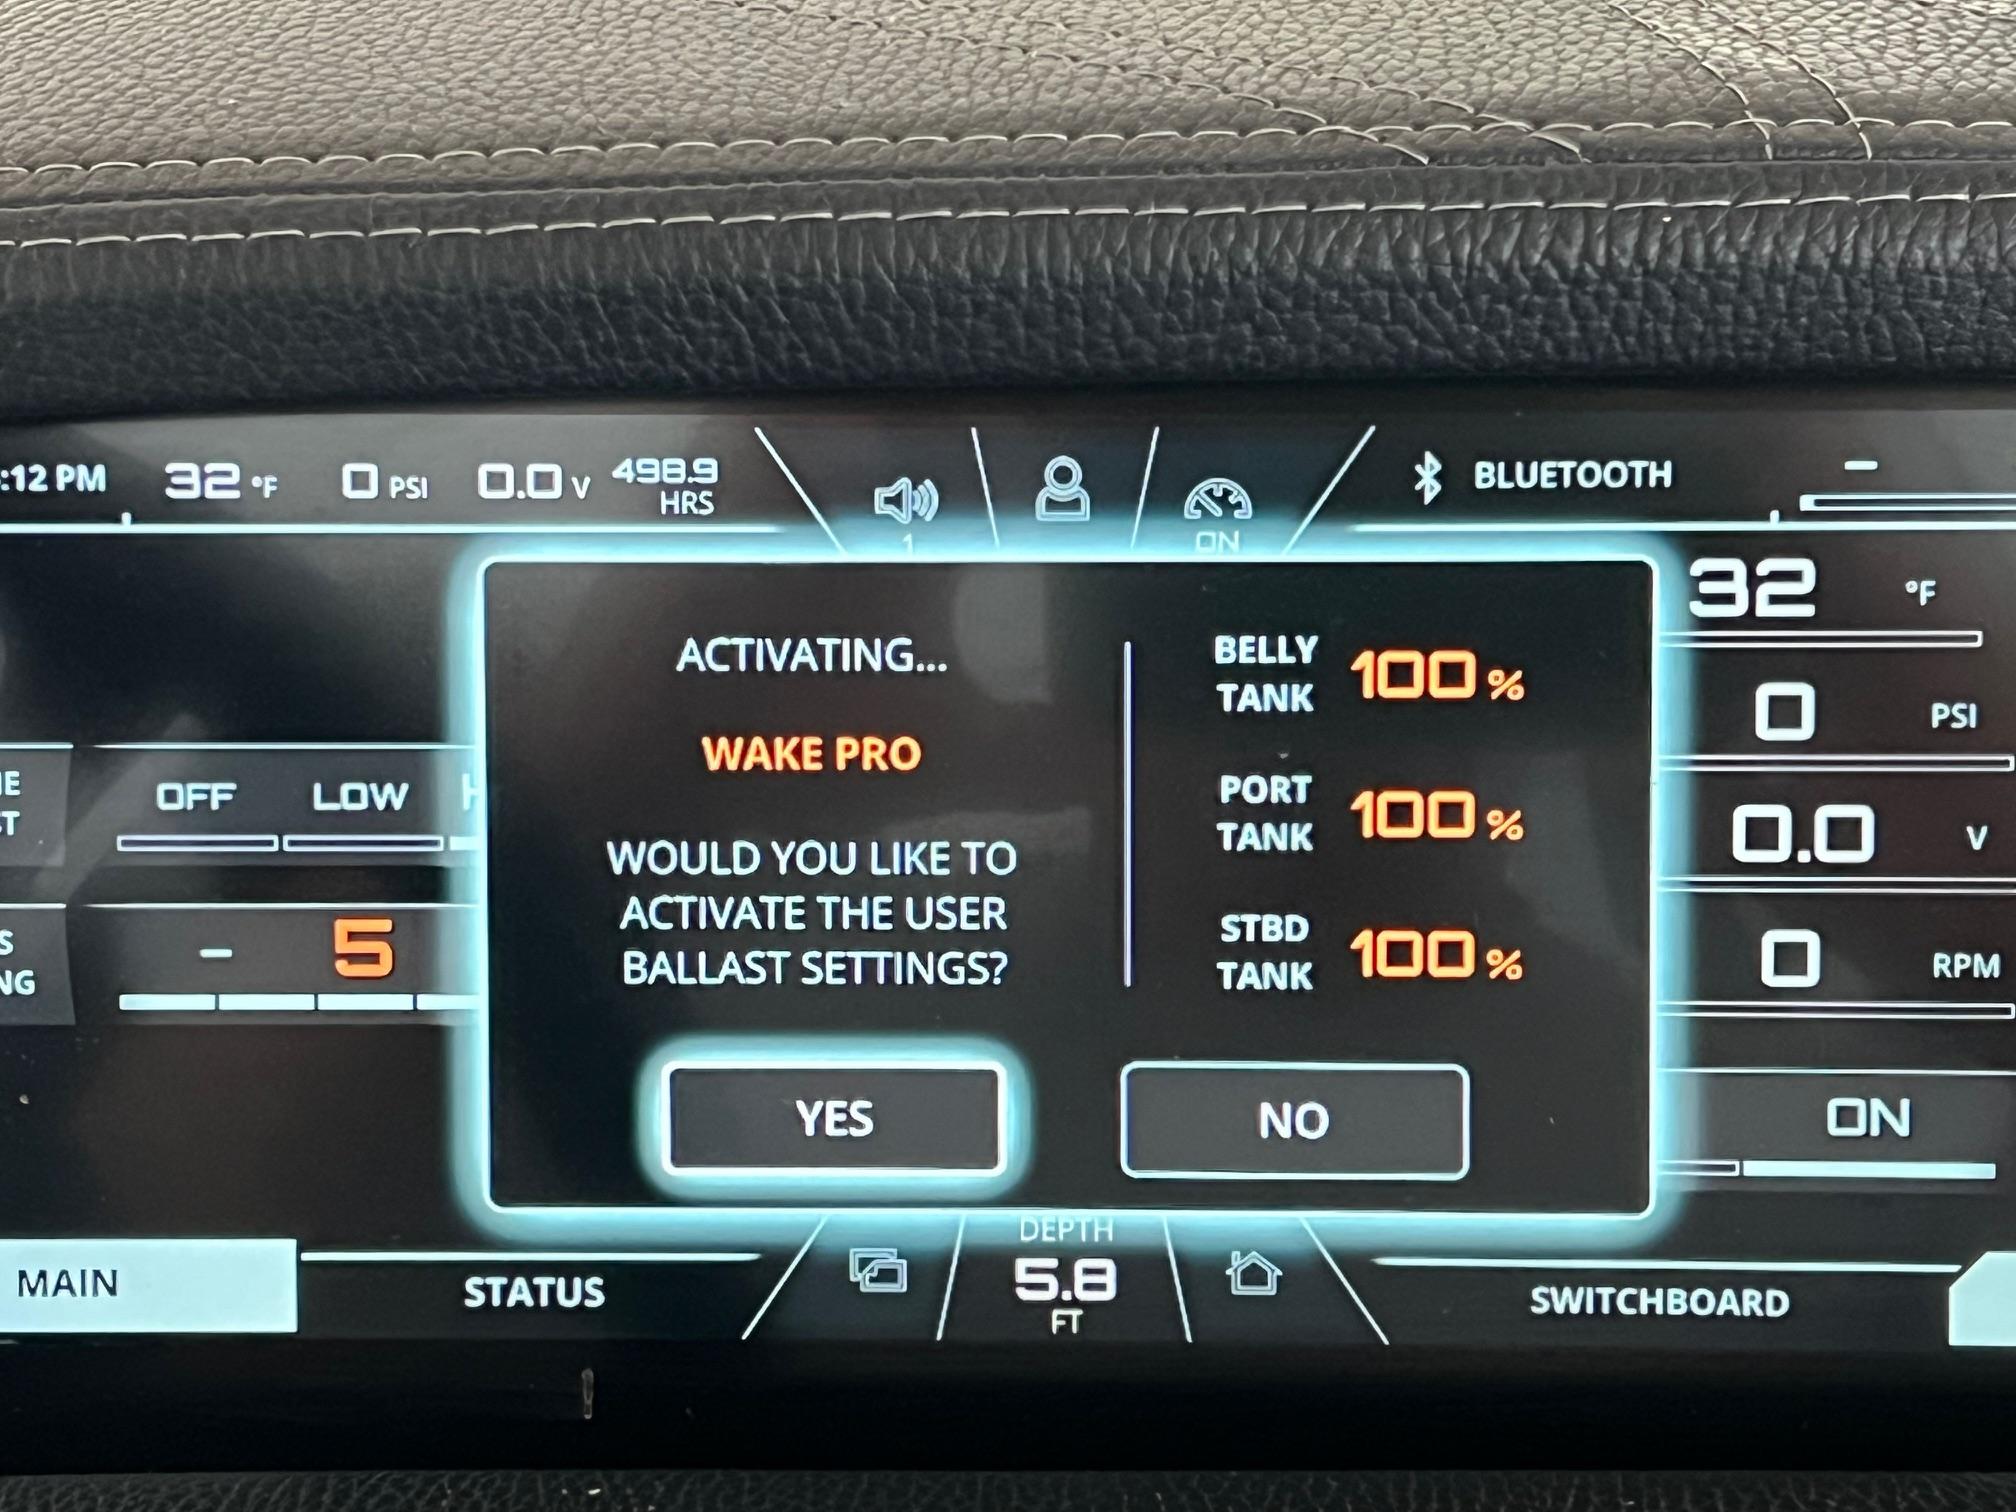 :12 PM 32 °F 0 PSI 0.0 V 498.9 HRS
1
ON
BLUETOOTH
–
ACTIVATING...
WAKE PRO
WOULD YOU LIKE TO
ACTIVATE THE USER
BALLAST SETTINGS?
BELLY
TANK 100 %
PORT
TANK 100 %
STBD
TANK 100 %
YES
NO
OFF LOW
– 5
32 °F
0 PSI
0.0 V
0 RPM
ON
MAIN
STATUS
DEPTH
5.8
FT
SWITCHBOARD